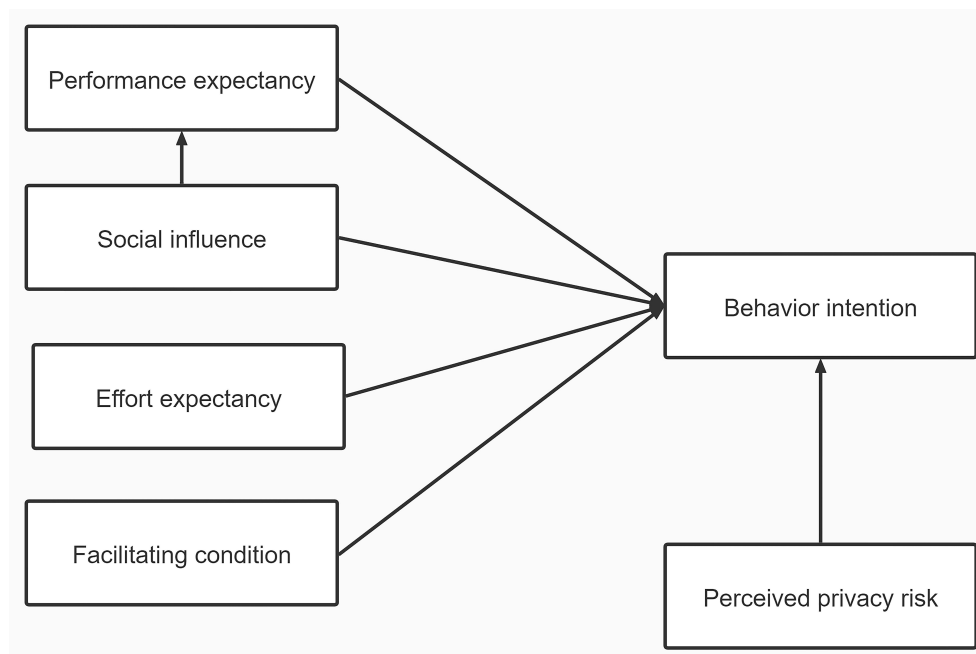 Performance expectancy
Social influence
Effort expectancy
Facilitating condition
Behavior intention
Perceived privacy risk